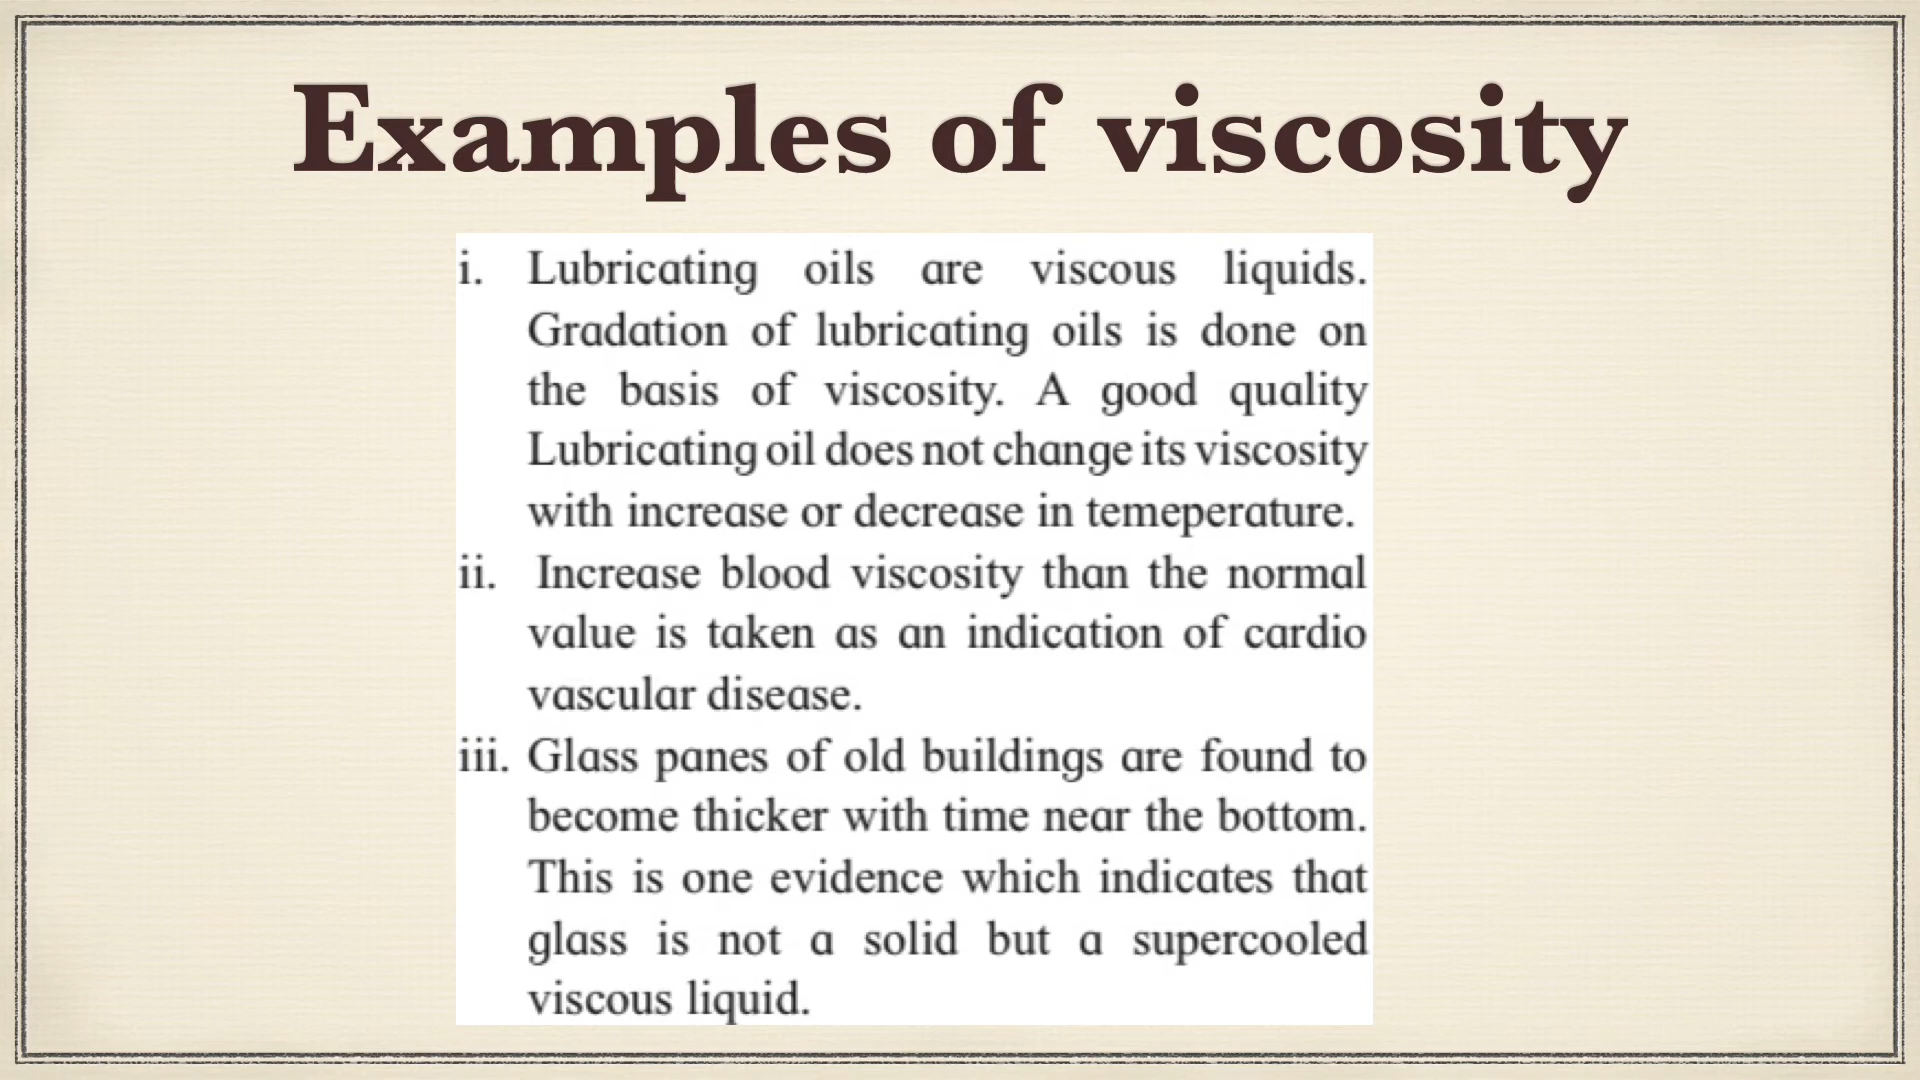 Examples of viscosity
i. Lubricating oils are viscous liquids.
Gradation of lubricating oils is done on
the basis of viscosity. A good quality
Lubricating oil does not change its viscosity
with increase or decrease in temeperature.
ii. Increase blood viscosity than the normal
value is taken as an indication of cardio
vascular disease.
iii. Glass panes of old buildings are found to
become thicker with time near the bottom.
This is one evidence which indicates that
glass is not a solid but a supercooled
viscous liquid.